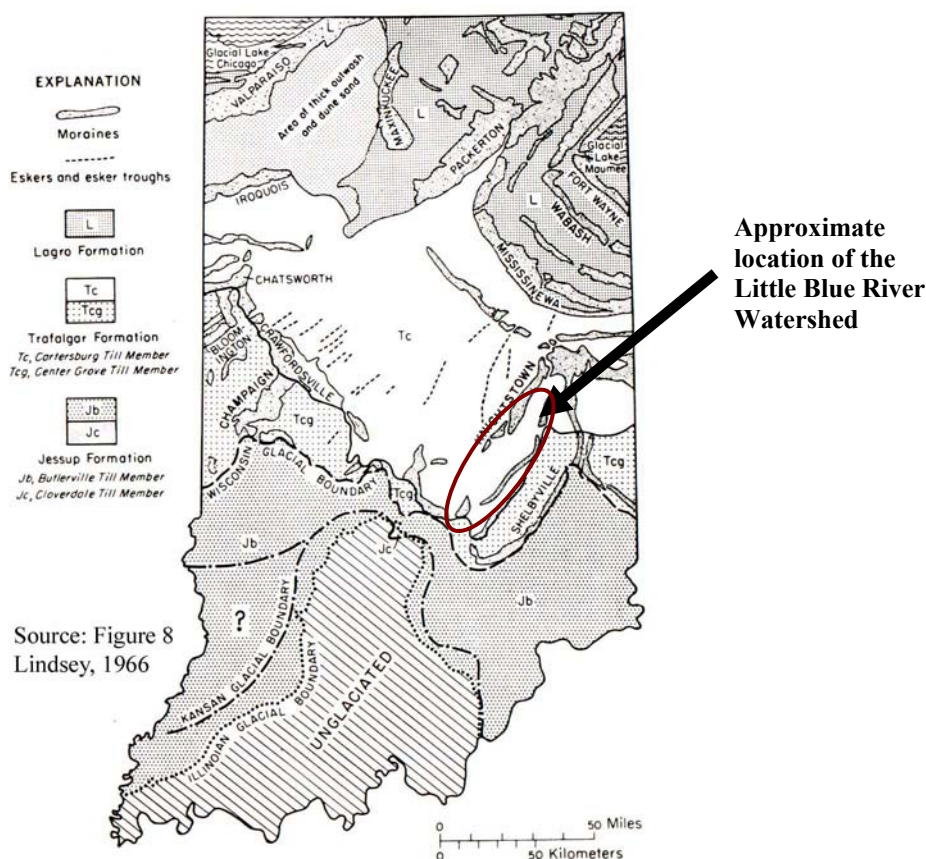 EXPLANATION
Moraines
Eskers and esker troughs
L
Lagro Formation
Tc
Tcg
Trafalgar Formation
Tc, Cartersburg Till Member
Tcg, Center Grove Till Member
Jb
Jc
Jessup Formation
Jb, Butlerville Till Member
Jc, Cloverdale Till Member
Source: Figure 8
Lindsey, 1966
Glacial Lake
Chicago
VALPARAISO
L
Area of thick outwash
and dune sand
MAXINKUCKEE
L
PACKERTON
IROQUOIS
Glacial
Lake
Maumee
FORT WAYNE
L
WABASH
MISSISSINEWA
CHATSWORTH
BLOOM-
INGTON
CRAWFORDSVILLE
CHAMPAIGN
Tc
KNIGHTSTOWN
Tcg
Tcg
Tcg
SHELBYVILLE
WISCONSIN GLACIAL BOUNDARY
Jb
Jc
Jb
?
KANSAN GLACIAL BOUNDARY
ILLINOIAN GLACIAL BOUNDARY
UNGLACIATED
Approximate
location of the
Little Blue River
Watershed
0 50 Miles
0 50 Kilometers